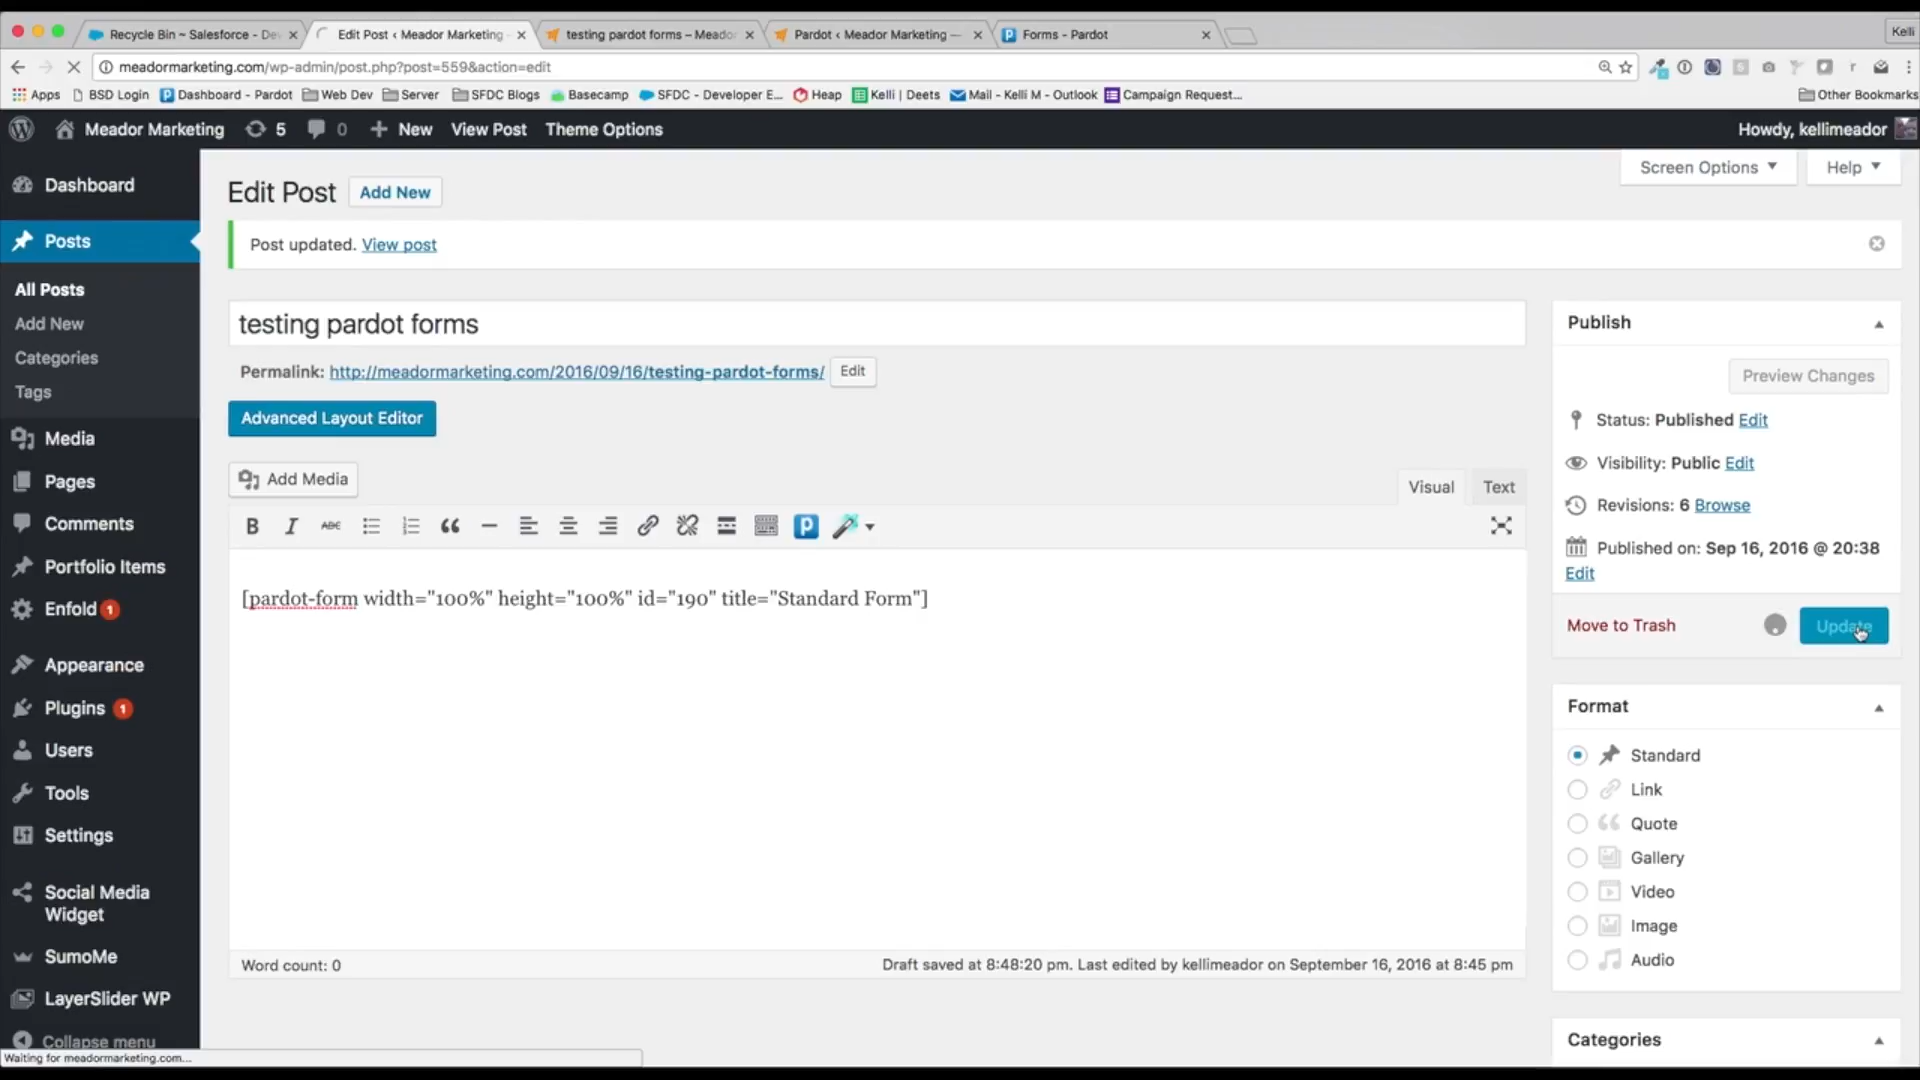 Recycle Bin ~ Salesforce - De
Edit Post ‹ Meador Marketing -
testing pardot forms – Meador
Pardot ‹ Meador Marketing —
Forms - Pardot
Kelli
meadormarketing.com/wp-admin/post.php?post=559&action=edit
Apps
BSD Login
Dashboard - Pardot
Web Dev
Server
SFDC Blogs
Basecamp
SFDC - Developer E...
Heap
Kelli | Deets
Mail - Kelli M - Outlook
Campaign Request...
Other Bookmarks
Meador Marketing
5
0
New
View Post
Theme Options
Howdy, kellimeador
Dashboard
Posts
All Posts
Add New
Categories
Tags
Media
Pages
Comments
Portfolio Items
Enfold 1
Appearance
Plugins 1
Users
Tools
Settings
Social Media
Widget
SumoMe
LayerSlider WP
Collapse menu
Waiting for meadormarketing.com...
Screen Options
Help
Edit Post
Add New
Post updated. View post
testing pardot forms
Permalink: http://meadormarketing.com/2016/09/16/testing-pardot-forms/
Edit
Advanced Layout Editor
Add Media
Visual
Text
B I ABC
[pardot-form width="100%" height="100%" id="190" title="Standard Form"]
Word count: 0
Draft saved at 8:48:20 pm. Last edited by kellimeador on September 16, 2016 at 8:45 pm
Publish
Preview Changes
Status: Published Edit
Visibility: Public Edit
Revisions: 6 Browse
Published on: Sep 16, 2016 @ 20:38
Edit
Move to Trash
Update
Format
Standard
Link
Quote
Gallery
Video
Image
Audio
Categories